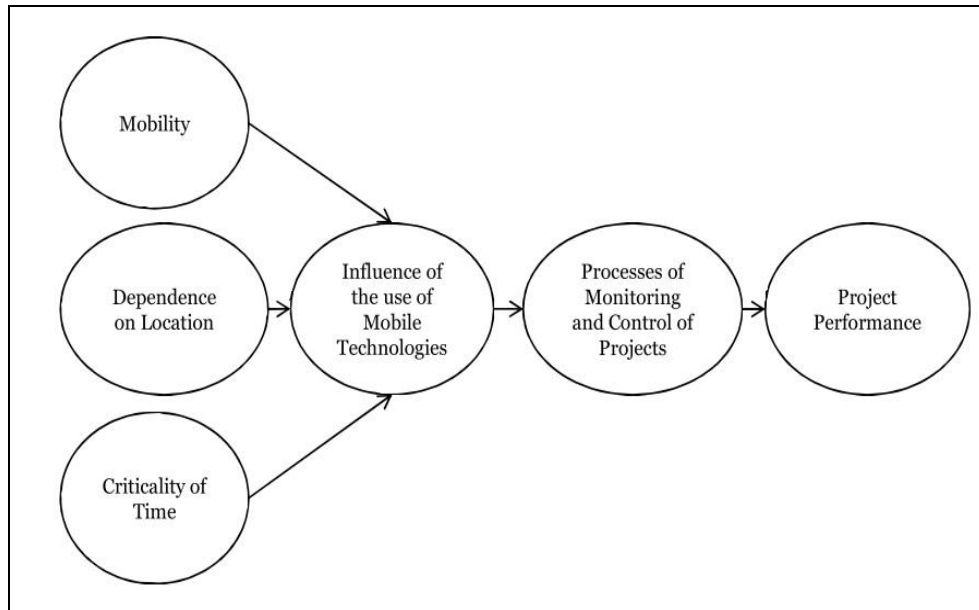 Mobility
Dependence
on Location
Influence of
the use of
Mobile
Technologies
Processes of
Monitoring
and Control of
Projects
Project
Performance
Criticality of
Time